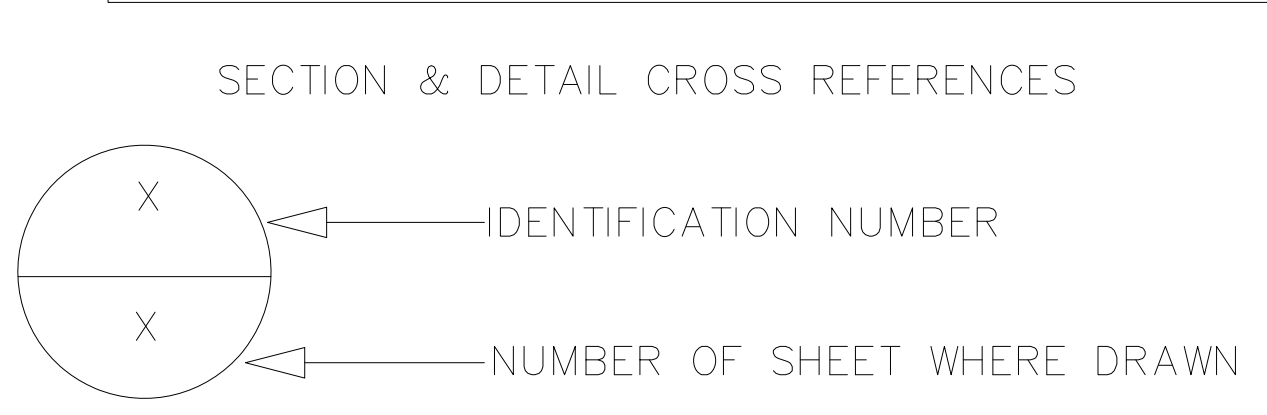 SECTION & DETAIL CROSS REFERENCES
X
IDENTIFICATION NUMBER
X
NUMBER OF SHEET WHERE DRAWN